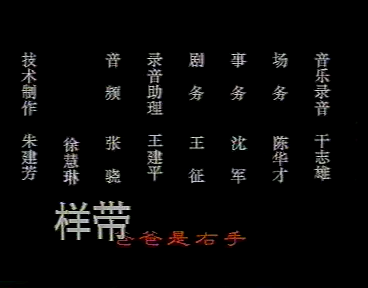 音乐录音 干志雄
场务 陈华才
事务 沈军
剧务 王征
录音助理 王建平
音频 张骁
徐慧琳
技术制作 朱建芳
样带
爸爸是右手